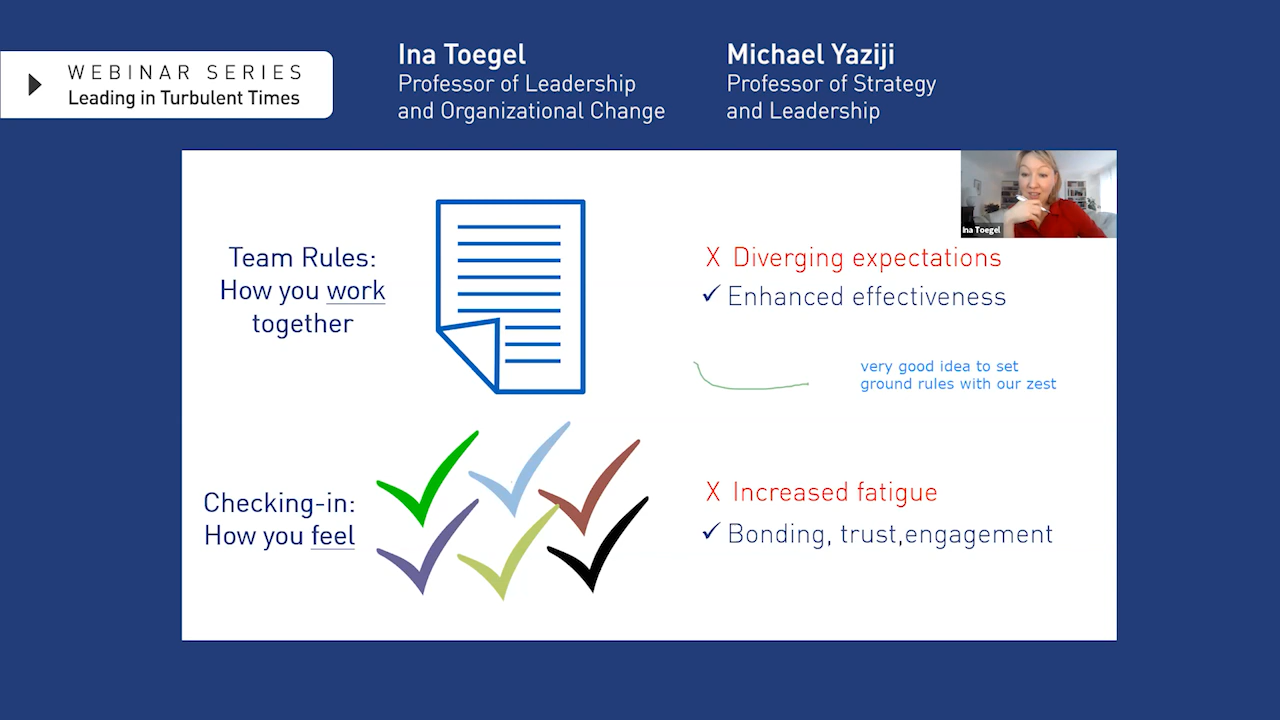 WEBINAR SERIES
Leading in Turbulent Times
Ina Toegel
Professor of Leadership
and Organizational Change
Michael Yaziji
Professor of Strategy
and Leadership
Ina Toegel
Team Rules:
How you work
together
X Diverging expectations
✓ Enhanced effectiveness
very good idea to set
ground rules with our zest
Checking-in:
How you feel
X Increased fatigue
✓ Bonding, trust,engagement